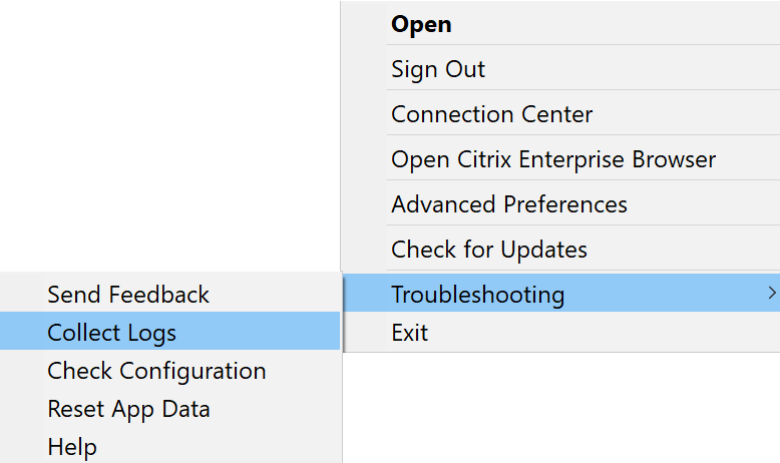 Open
Sign Out
Connection Center
Open Citrix Enterprise Browser
Advanced Preferences
Check for Updates
Troubleshooting
Exit
Send Feedback
Collect Logs
Check Configuration
Reset App Data
Help